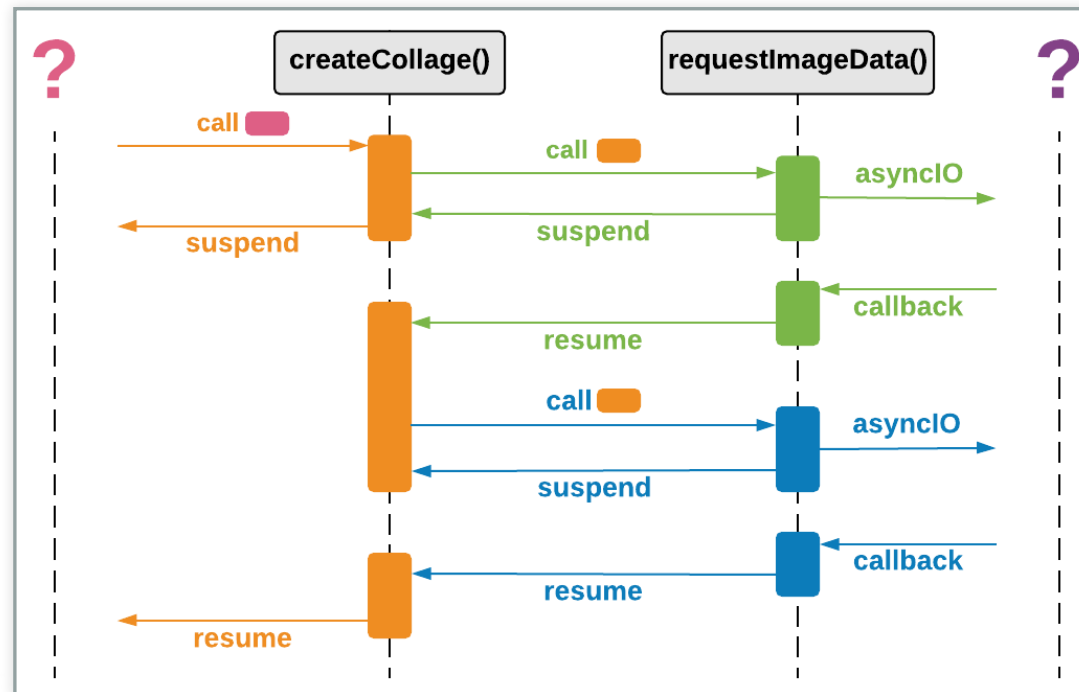 ?
createCollage()
requestImageData()
?
call
call
asyncIO
suspend
suspend
callback
resume
call
asyncIO
suspend
callback
resume
resume